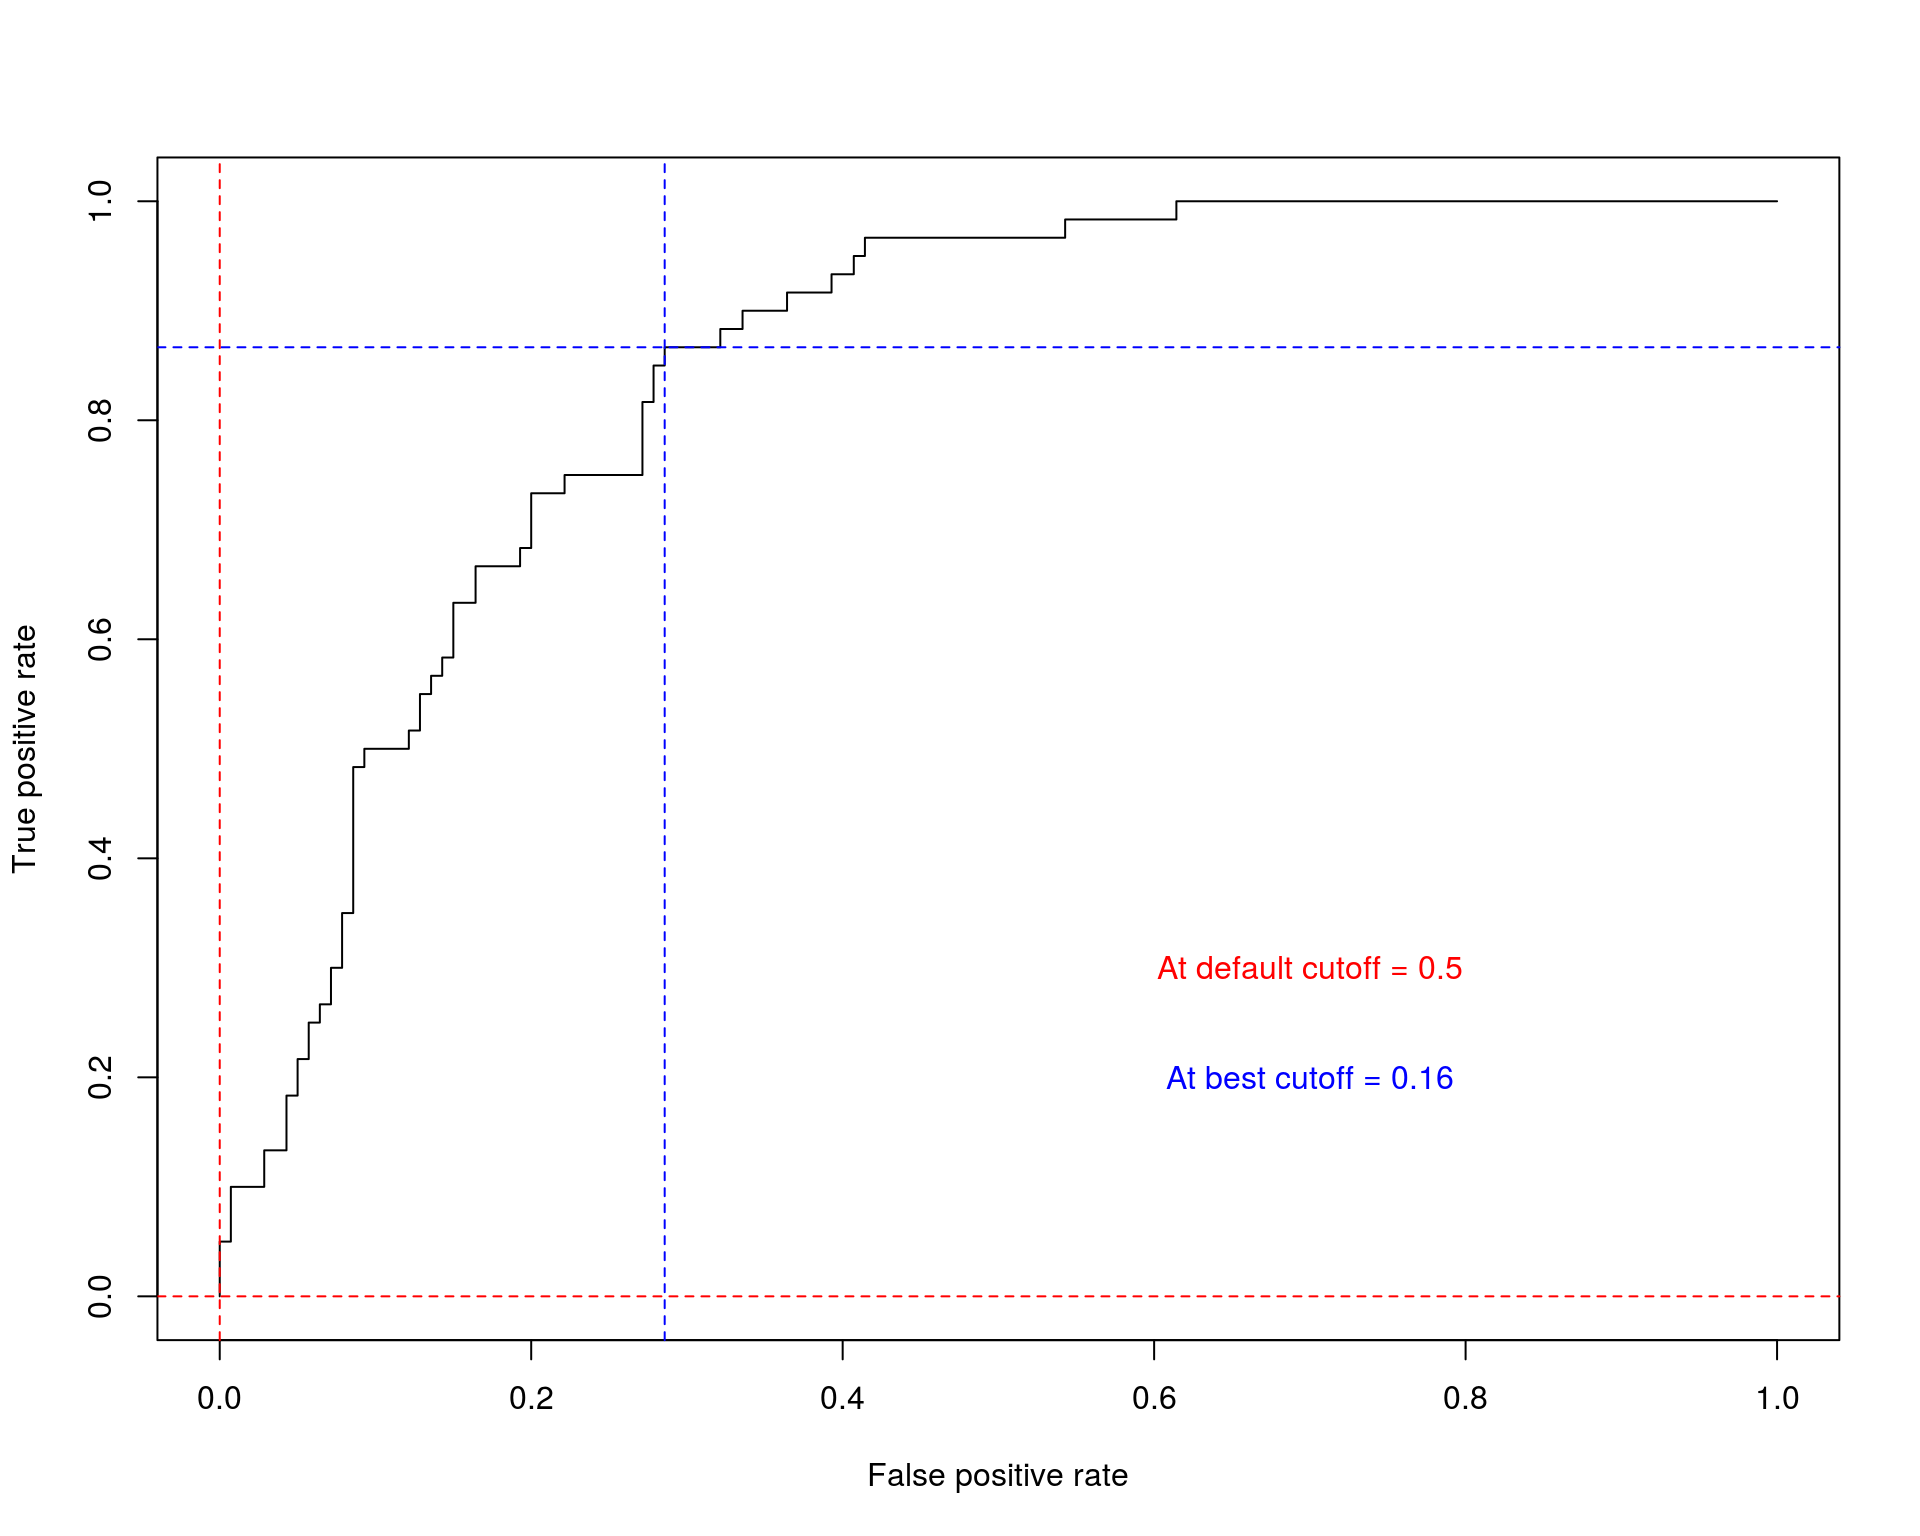 1.0
0.8
0.6
0.4
0.2
0.0
True positive rate
At default cutoff = 0.5
At best cutoff = 0.16
0.0 0.2 0.4 0.6 0.8 1.0
False positive rate